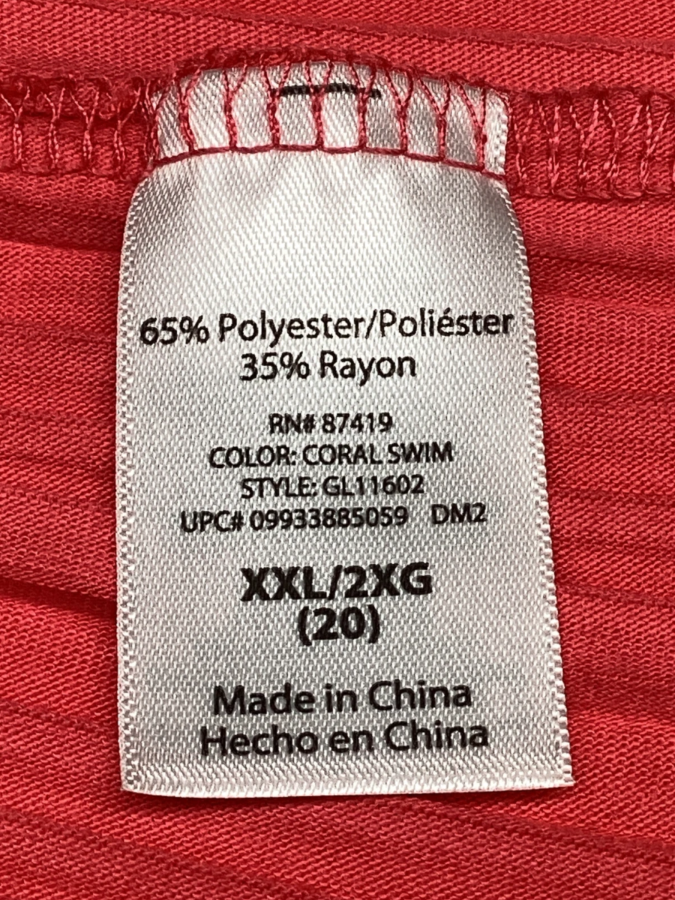 65% Polyester/Poliéster
35% Rayon
RN# 87419
COLOR: CORAL SWIM
STYLE: GL11602
UPC# 09933885059 DM2
XXL/2XG
(20)
Made in China
Hecho en China